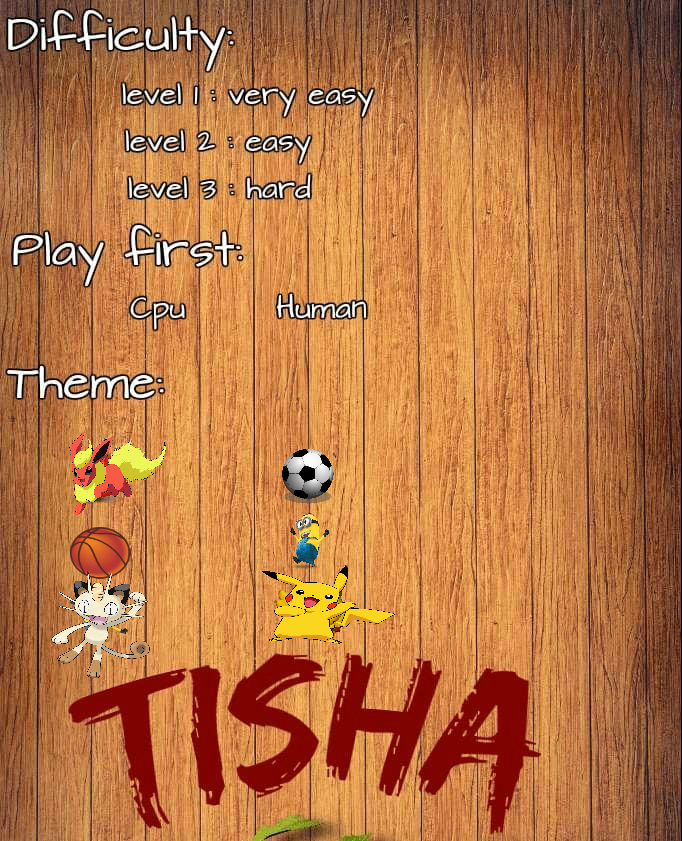 Difficulty:
level 1 : very easy
level 2 : easy
level 3 : hard
Play first:
Cpu Human
Theme:
TISHA